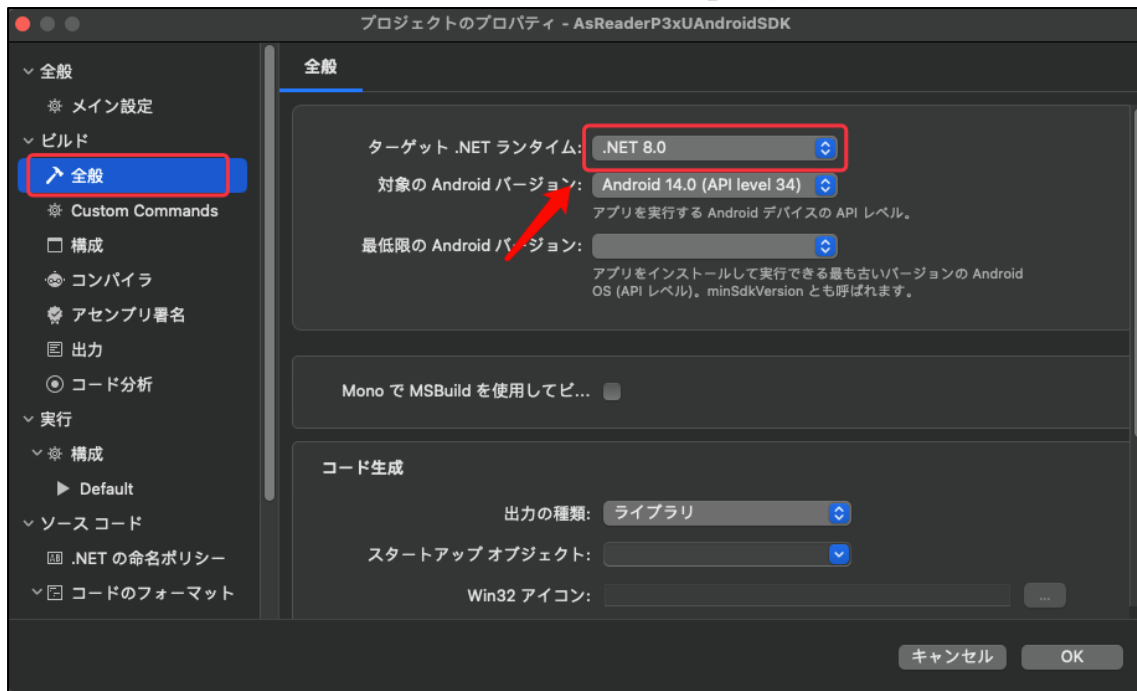 プロジェクトのプロパティ - AsReaderP3xUAndroidSDK
全般
メイン設定
ビルド
全般
Custom Commands
構成
コンパイラ
アセンブリ署名
出力
コード分析
実行
構成
Default
ソース コード
.NET の命名ポリシー
コードのフォーマット
全般
ターゲット .NET ランタイム: .NET 8.0
対象の Android バージョン: Android 14.0 (API level 34)
アプリを実行する Android デバイスの API レベル。
最低限の Android バージョン:
アプリをインストールして実行できる最も古いバージョンの Android
OS (API レベル)。minSdkVersion とも呼ばれます。
Mono で MSBuild を使用してビ...
コード生成
出力の種類: ライブラリ
スタートアップ オブジェクト:
Win32 アイコン: ...
キャンセル OK